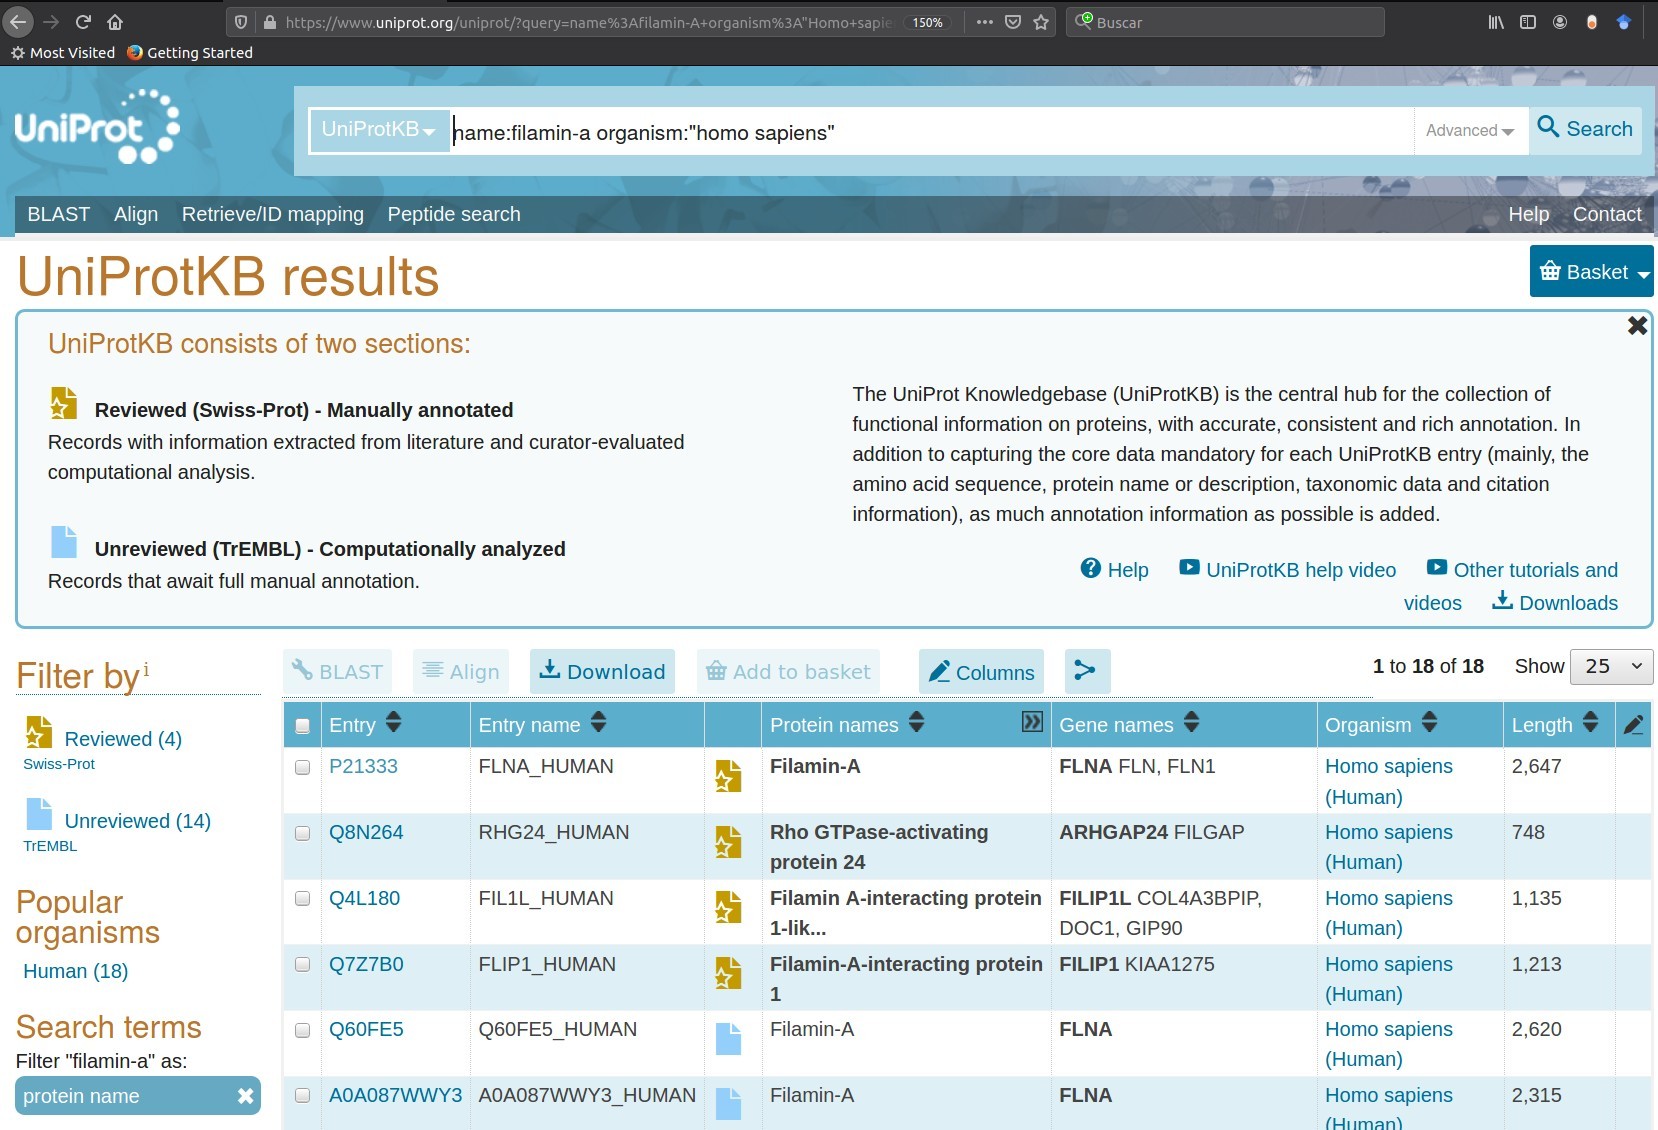 https://www.uniprot.org/uniprot/?query=name%3Afilamin-A+organism%3A"Homo+sapie
150%
Buscar
Most Visited
Getting Started
UniProt
UniProtKB
name:filamin-a organism:"homo sapiens"
Advanced
Search
BLAST Align Retrieve/ID mapping Peptide search
Help Contact
UniProtKB results
Basket
UniProtKB consists of two sections:
Reviewed (Swiss-Prot) - Manually annotated
Records with information extracted from literature and curator-evaluated
computational analysis.
Unreviewed (TrEMBL) - Computationally analyzed
Records that await full manual annotation.
The UniProt Knowledgebase (UniProtKB) is the central hub for the collection of
functional information on proteins, with accurate, consistent and rich annotation. In
addition to capturing the core data mandatory for each UniProtKB entry (mainly, the
amino acid sequence, protein name or description, taxonomic data and citation
information), as much annotation information as possible is added.
Help UniProtKB help video Other tutorials and
videos Downloads
Filter by i
Reviewed (4)
Swiss-Prot
Unreviewed (14)
TrEMBL
Popular
organisms
Human (18)
Search terms
Filter "filamin-a" as:
protein name
BLAST Align Download Add to basket Columns
1 to 18 of 18 Show 25
Entry Entry name Protein names Gene names Organism Length
P21333 FLNA_HUMAN Filamin-A FLNA FLN, FLN1 Homo sapiens 2,647
(Human)
Q8N264 RHG24_HUMAN Rho GTPase-activating ARHGAP24 FILGAP Homo sapiens 748
protein 24 (Human)
Q4L180 FIL1L_HUMAN Filamin A-interacting protein FILIP1L COL4A3BPIP, Homo sapiens 1,135
1-lik... DOC1, GIP90 (Human)
Q7Z7B0 FLIP1_HUMAN Filamin-A-interacting protein FILIP1 KIAA1275 Homo sapiens 1,213
1 (Human)
Q60FE5 Q60FE5_HUMAN Filamin-A FLNA Homo sapiens 2,620
(Human)
A0A087WWY3 A0A087WWY3_HUMAN Filamin-A FLNA Homo sapiens 2,315
(Human)